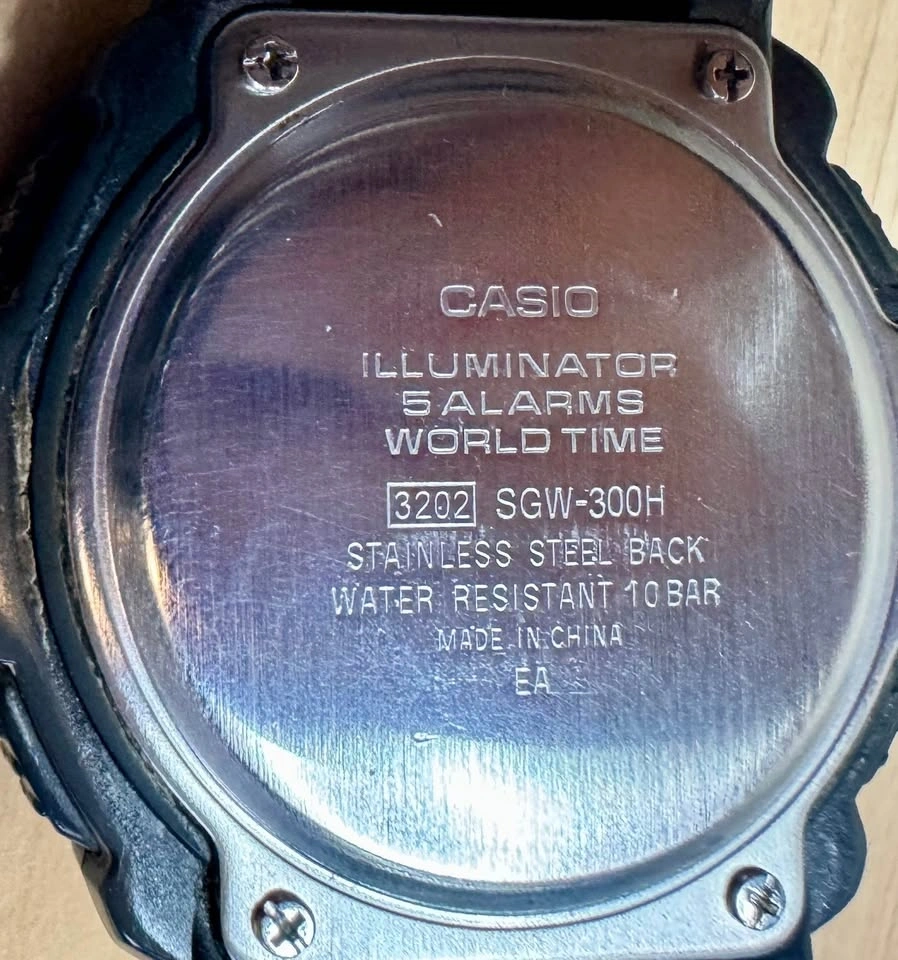 CASIO
ILLUMINATOR
5 ALARMS
WORLD TIME
3202 SGW-300H
STAINLESS STEEL BACK
WATER RESISTANT 10 BAR
MADE IN CHINA
EA